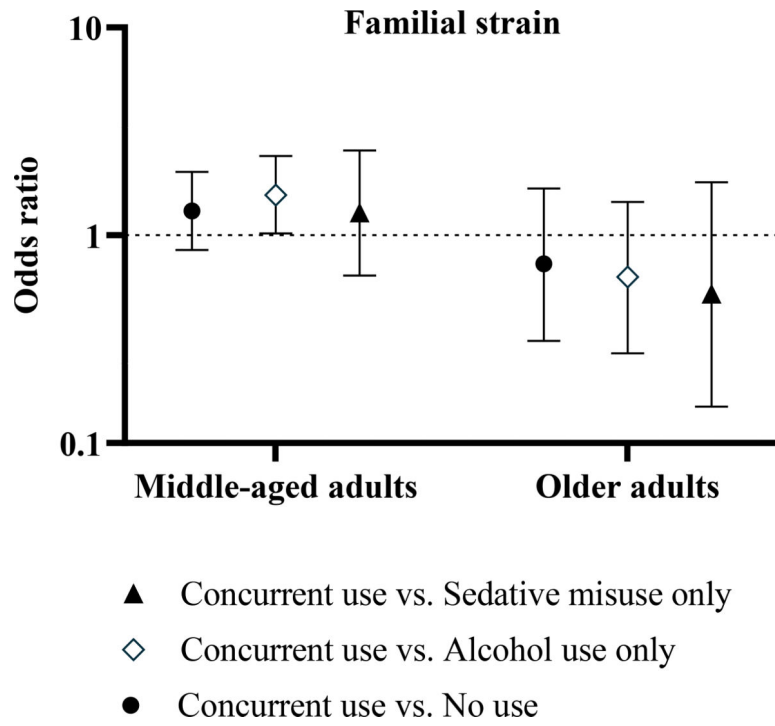 Familial strain
10
1
0.1
Odds ratio
Middle-aged adults
Older adults
Concurrent use vs. Sedative misuse only
Concurrent use vs. Alcohol use only
Concurrent use vs. No use